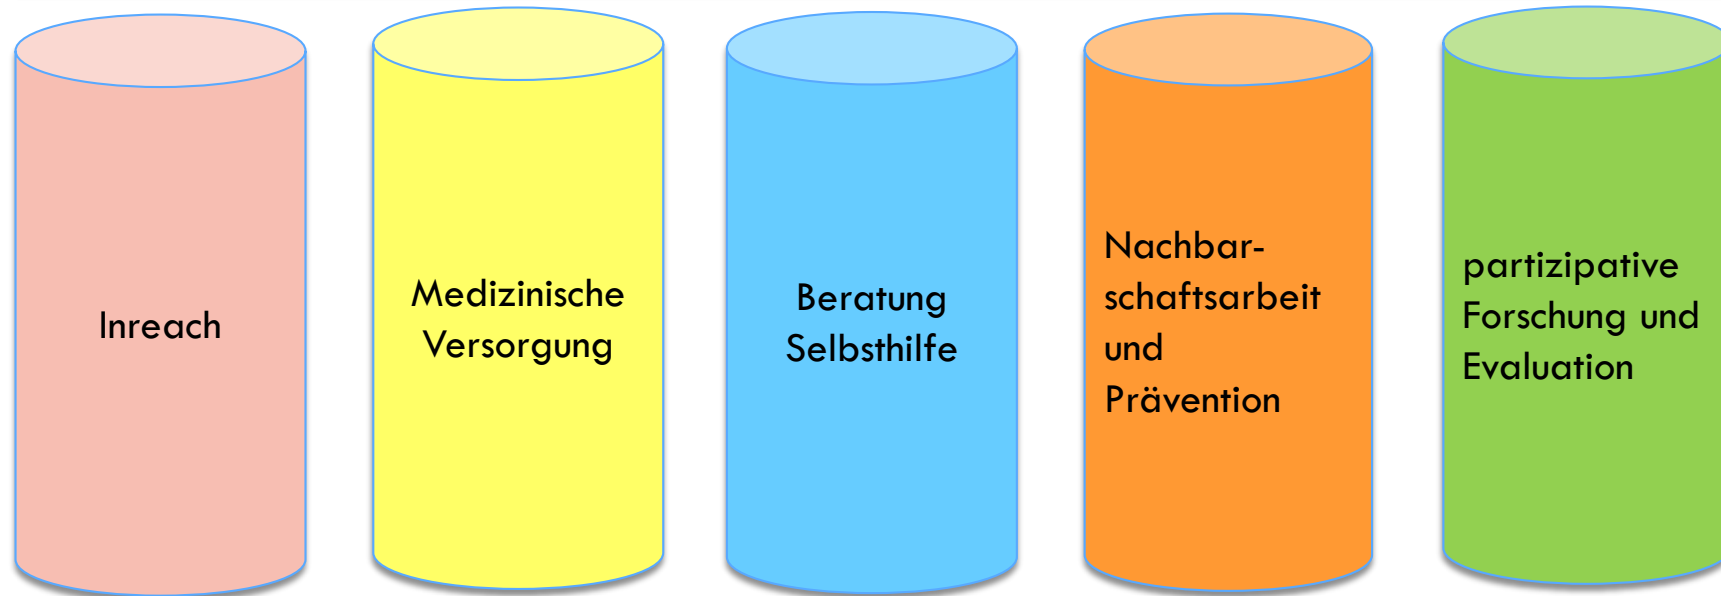 Inreach
Medizinische
Versorgung
Beratung
Selbsthilfe
Nachbar-
schaftsarbeit
und
Prävention
partizipative
Forschung und
Evaluation